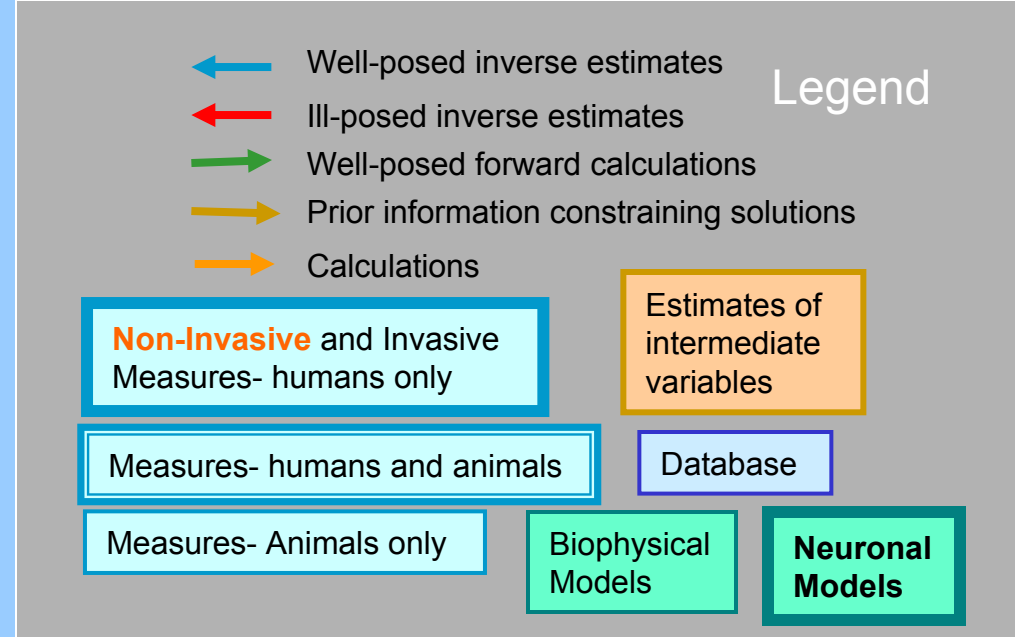 Legend
Well-posed inverse estimates
Ill-posed inverse estimates
Well-posed forward calculations
Prior information constraining solutions
Calculations
Non-Invasive and Invasive
Measures- humans only
Estimates of
intermediate
variables
Measures- humans and animals
Database
Measures- Animals only
Biophysical
Models
Neuronal
Models